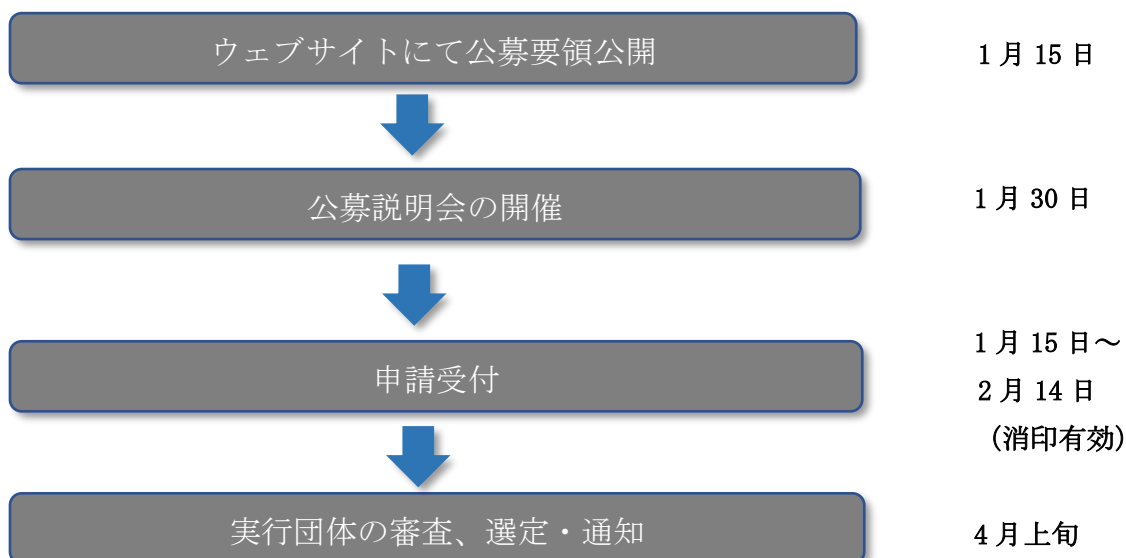 ウェブサイトにて公募要領公開
1月15日
公募説明会の開催
1月30日
申請受付
1月15日～
2月14日
（消印有効）
実行団体の審査、選定・通知
4月上旬